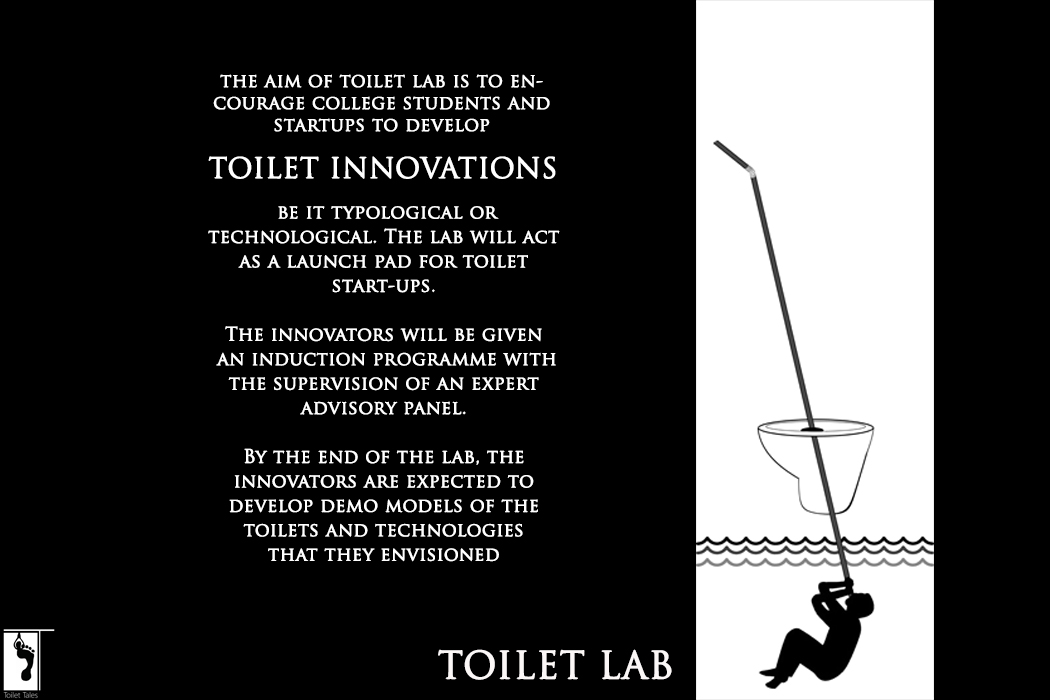 THE AIM OF TOILET LAB IS TO EN-
COURAGE COLLEGE STUDENTS AND
STARTUPS TO DEVELOP
TOILET INNOVATIONS
BE IT TYPOLOGICAL OR
TECHNOLOGICAL. THE LAB WILL ACT
AS A LAUNCH PAD FOR TOILET
START-UPS.
THE INNOVATORS WILL BE GIVEN
AN INDUCTION PROGRAMME WITH
THE SUPERVISION OF AN EXPERT
ADVISORY PANEL.
BY THE END OF THE LAB, THE
INNOVATORS ARE EXPECTED TO
DEVELOP DEMO MODELS OF THE
TOILETS AND TECHNOLOGIES
THAT THEY ENVISIONED
TOILET LAB
Toilet Tales